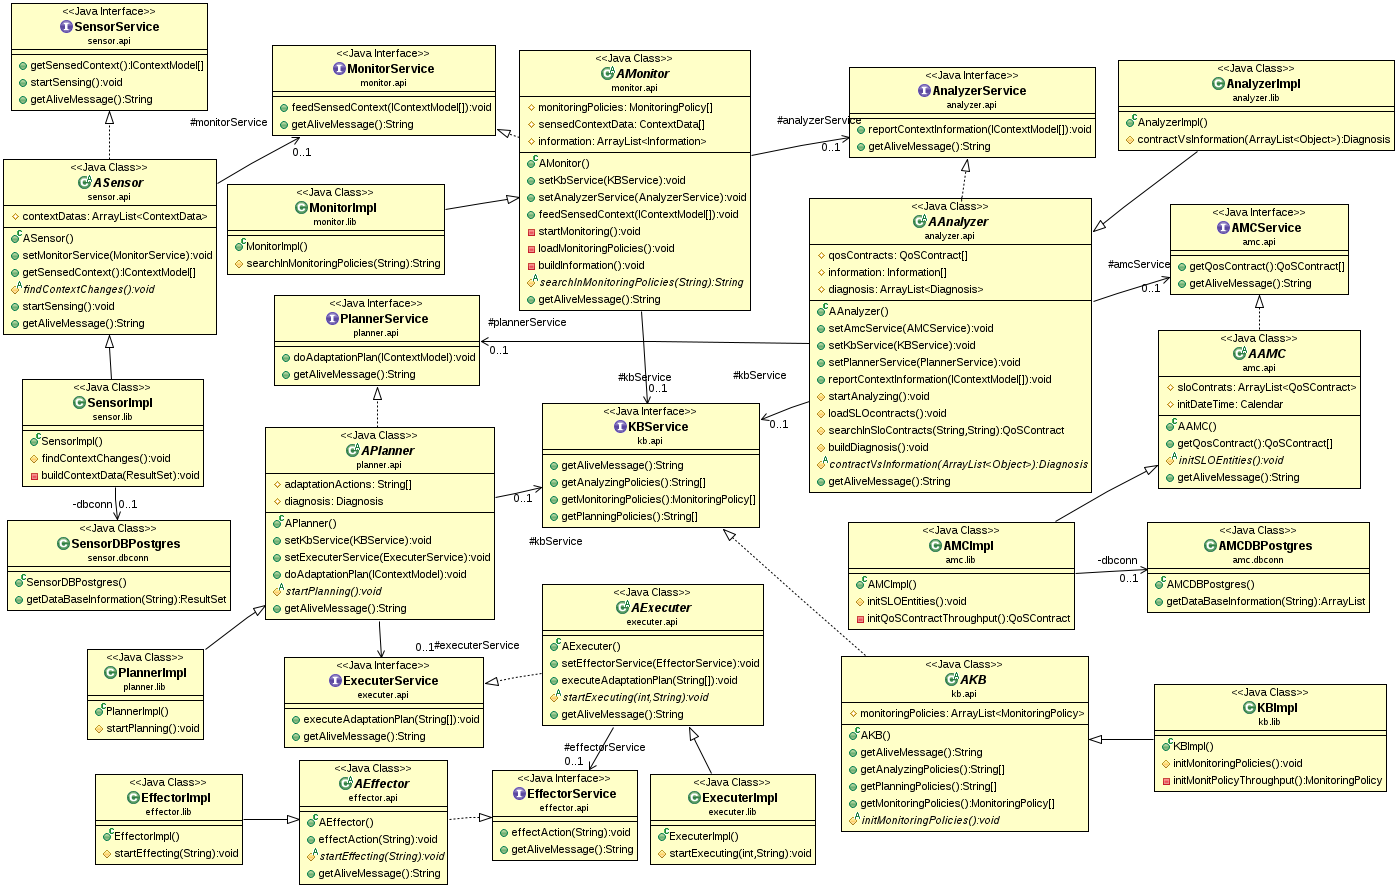 <<Java Interface>>
SensorService
sensor.api
getSensedContext():IContextModel[]
startSensing():void
getAliveMessage():String
<<Java Interface>>
MonitorService
monitor.api
feedSensedContext(IContextModel[]):void
getAliveMessage():String
<<Java Class>>
AMonitor
monitor.api
monitoringPolicies: MonitoringPolicy[]
sensedContextData: ContextData[]
information: ArrayList<Information>
AMonitor()
setKbService(KBService):void
setAnalyzerService(AnalyzerService):void
feedSensedContext(IContextModel[]):void
startMonitoring():void
loadMonitoringPolicies():void
buildInformation():void
searchInMonitoringPolicies(String):String
getAliveMessage():String
<<Java Interface>>
AnalyzerService
analyzer.api
reportContextInformation(IContextModel[]):void
getAliveMessage():String
<<Java Class>>
AnalyzerImpl
analyzer.lib
AnalyzerImpl()
contractVsInformation(ArrayList<Object>):Diagnosis
#monitorService
0..1
#analyzerService
0..1
<<Java Class>>
ASensor
sensor.api
contextDatas: ArrayList<ContextData>
ASensor()
setMonitorService(MonitorService):void
getSensedContext():IContextModel[]
findContextChanges():void
startSensing():void
getAliveMessage():String
<<Java Class>>
MonitorImpl
monitor.lib
MonitorImpl()
searchInMonitoringPolicies(String):String
<<Java Class>>
AAnalyzer
analyzer.api
qosContracts: QoSContract[]
information: Information[]
diagnosis: ArrayList<Diagnosis>
AAnalyzer()
setAmcService(AMCService):void
setKbService(KBService):void
setPlannerService(PlannerService):void
reportContextInformation(IContextModel[]):void
startAnalyzing():void
loadSLOcontracts():void
searchInSloContracts(String,String):QoSContract
buildDiagnosis():void
contractVsInformation(ArrayList<Object>):Diagnosis
getAliveMessage():String
<<Java Class>>
AMCService
amc.api
getQosContract():QoSContract[]
getAliveMessage():String
#amcService
0..1
<<Java Interface>>
PlannerService
planner.api
doAdaptationPlan(IContextModel):void
getAliveMessage():String
#plannerService
0..1
#kbService
0..1
#kbService
0..1
<<Java Class>>
AAMC
amc.api
sloContrats: ArrayList<QoSContract>
initDateTime: Calendar
AAMC()
getQosContract():QoSContract[]
initSLOEntities():void
getAliveMessage():String
<<Java Class>>
SensorImpl
sensor.lib
SensorImpl()
findContextChanges():void
buildContextData(ResultSet):void
-dbconn
0..1
<<Java Class>>
SensorDBPostgres
sensor.dbconn
SensorDBPostgres()
getDataBaseInformation(String):ResultSet
<<Java Class>>
APlanner
planner.api
adaptationActions: String[]
diagnosis: Diagnosis
APlanner()
setKbService(KBService):void
setExecuterService(ExecuterService):void
doAdaptationPlan(IContextModel):void
startPlanning():void
getAliveMessage():String
<<Java Interface>>
KBService
kb.api
getAliveMessage():String
getAnalyzingPolicies():String[]
getMonitoringPolicies():MonitoringPolicy[]
getPlanningPolicies():String[]
0..1
#kbService
<<Java Class>>
AMCImpl
amc.lib
AMCImpl()
initSLOEntities():void
initQoSContractThroughput():QoSContract
-dbconn
0..1
<<Java Class>>
AMCDBPostgres
amc.dbconn
AMCDBPostgres()
getDataBaseInformation(String):ArrayList
<<Java Class>>
PlannerImpl
planner.lib
PlannerImpl()
startPlanning():void
0..1
#executerService
<<Java Interface>>
ExecuterService
executer.api
executeAdaptationPlan(String[]):void
getAliveMessage():String
<<Java Class>>
AExecuter
executer.api
AExecuter()
setEffectorService(EffectorService):void
executeAdaptationPlan(String[]):void
startExecuting(int,String):void
getAliveMessage():String
<<Java Class>>
AKB
kb.api
monitoringPolicies: ArrayList<MonitoringPolicy>
AKB()
getAliveMessage():String
getAnalyzingPolicies():String[]
getPlanningPolicies():String[]
getMonitoringPolicies():MonitoringPolicy[]
initMonitoringPolicies():void
<<Java Class>>
KBImpl
kb.lib
KBImpl()
initMonitoringPolicies():void
initMonitPolicyThroughput():MonitoringPolicy
#effectorService
0..1
<<Java Class>>
EffectorImpl
effector.lib
EffectorImpl()
startEffecting(String):void
<<Java Class>>
AEffector
effector.api
AEffector()
effectAction(String):void
startEffecting(String):void
getAliveMessage():String
<<Java Interface>>
EffectorService
effector.api
effectAction(String):void
getAliveMessage():String
<<Java Class>>
ExecuterImpl
executer.lib
ExecuterImpl()
startExecuting(int,String):void